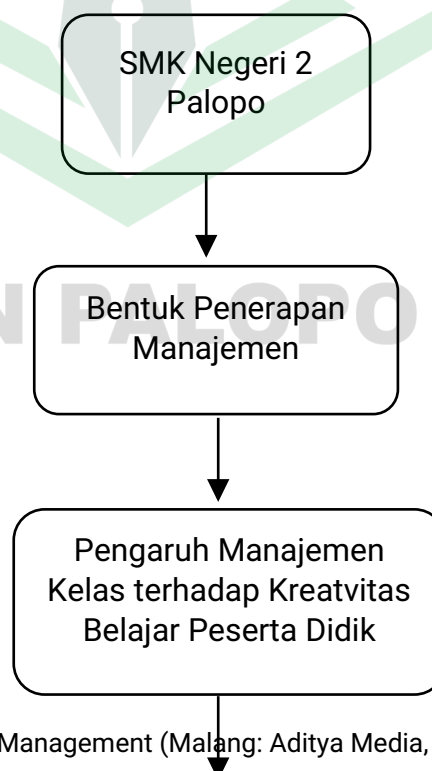 SMK Negeri 2
Palopo
N PALOPO
Bentuk Penerapan
Manajemen
Pengaruh Manajemen
Kelas terhadap Kreatvitas
Belajar Peserta Didik
Management (Malang: Aditya Media,